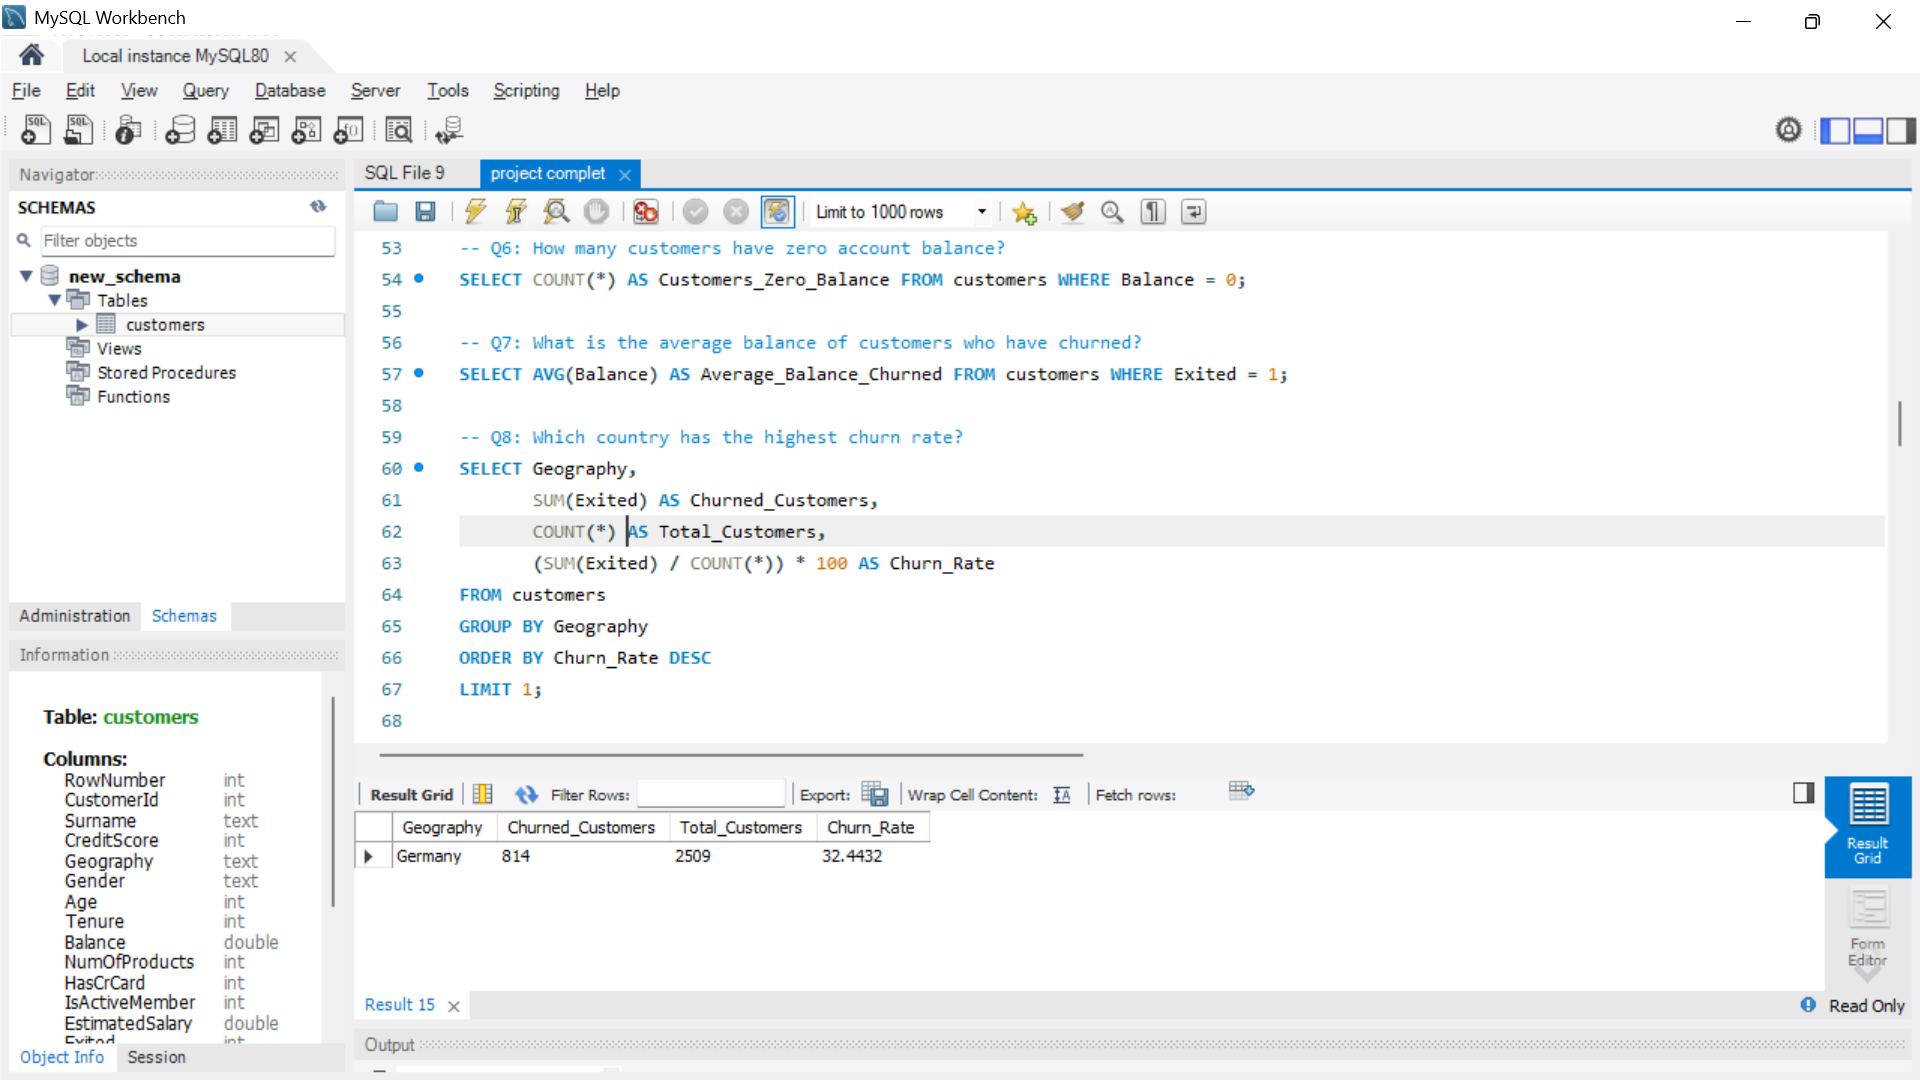 MySQL Workbench
Local instance MySQL80
File Edit View Query Database Server Tools Scripting Help
Navigator
SCHEMAS
Filter objects
new_schema
Tables
customers
Views
Stored Procedures
Functions
Administration Schemas
Information
Table: customers
Columns:
RowNumber int
CustomerId int
Surname text
CreditScore int
Geography text
Gender text
Age int
Tenure int
Balance double
NumOfProducts int
HasCrCard int
IsActiveMember int
EstimatedSalary double
Exited int
Object Info Session
SQL File 9 project complet
Limit to 1000 rows
53 -- Q6: How many customers have zero account balance?
54 SELECT COUNT(*) AS Customers_Zero_Balance FROM customers WHERE Balance = 0;
55
56 -- Q7: What is the average balance of customers who have churned?
57 SELECT AVG(Balance) AS Average_Balance_Churned FROM customers WHERE Exited = 1;
58
59 -- Q8: Which country has the highest churn rate?
60 SELECT Geography,
61 SUM(Exited) AS Churned_Customers,
62 COUNT(*) AS Total_Customers,
63 (SUM(Exited) / COUNT(*)) * 100 AS Churn_Rate
64 FROM customers
65 GROUP BY Geography
66 ORDER BY Churn_Rate DESC
67 LIMIT 1;
68
Result Grid Filter Rows: Export: Wrap Cell Content: Fetch rows:
Geography Churned_Customers Total_Customers Churn_Rate
Germany 814 2509 32.4432
Result
Grid
Form
Editor
Result 15
Read Only
Output